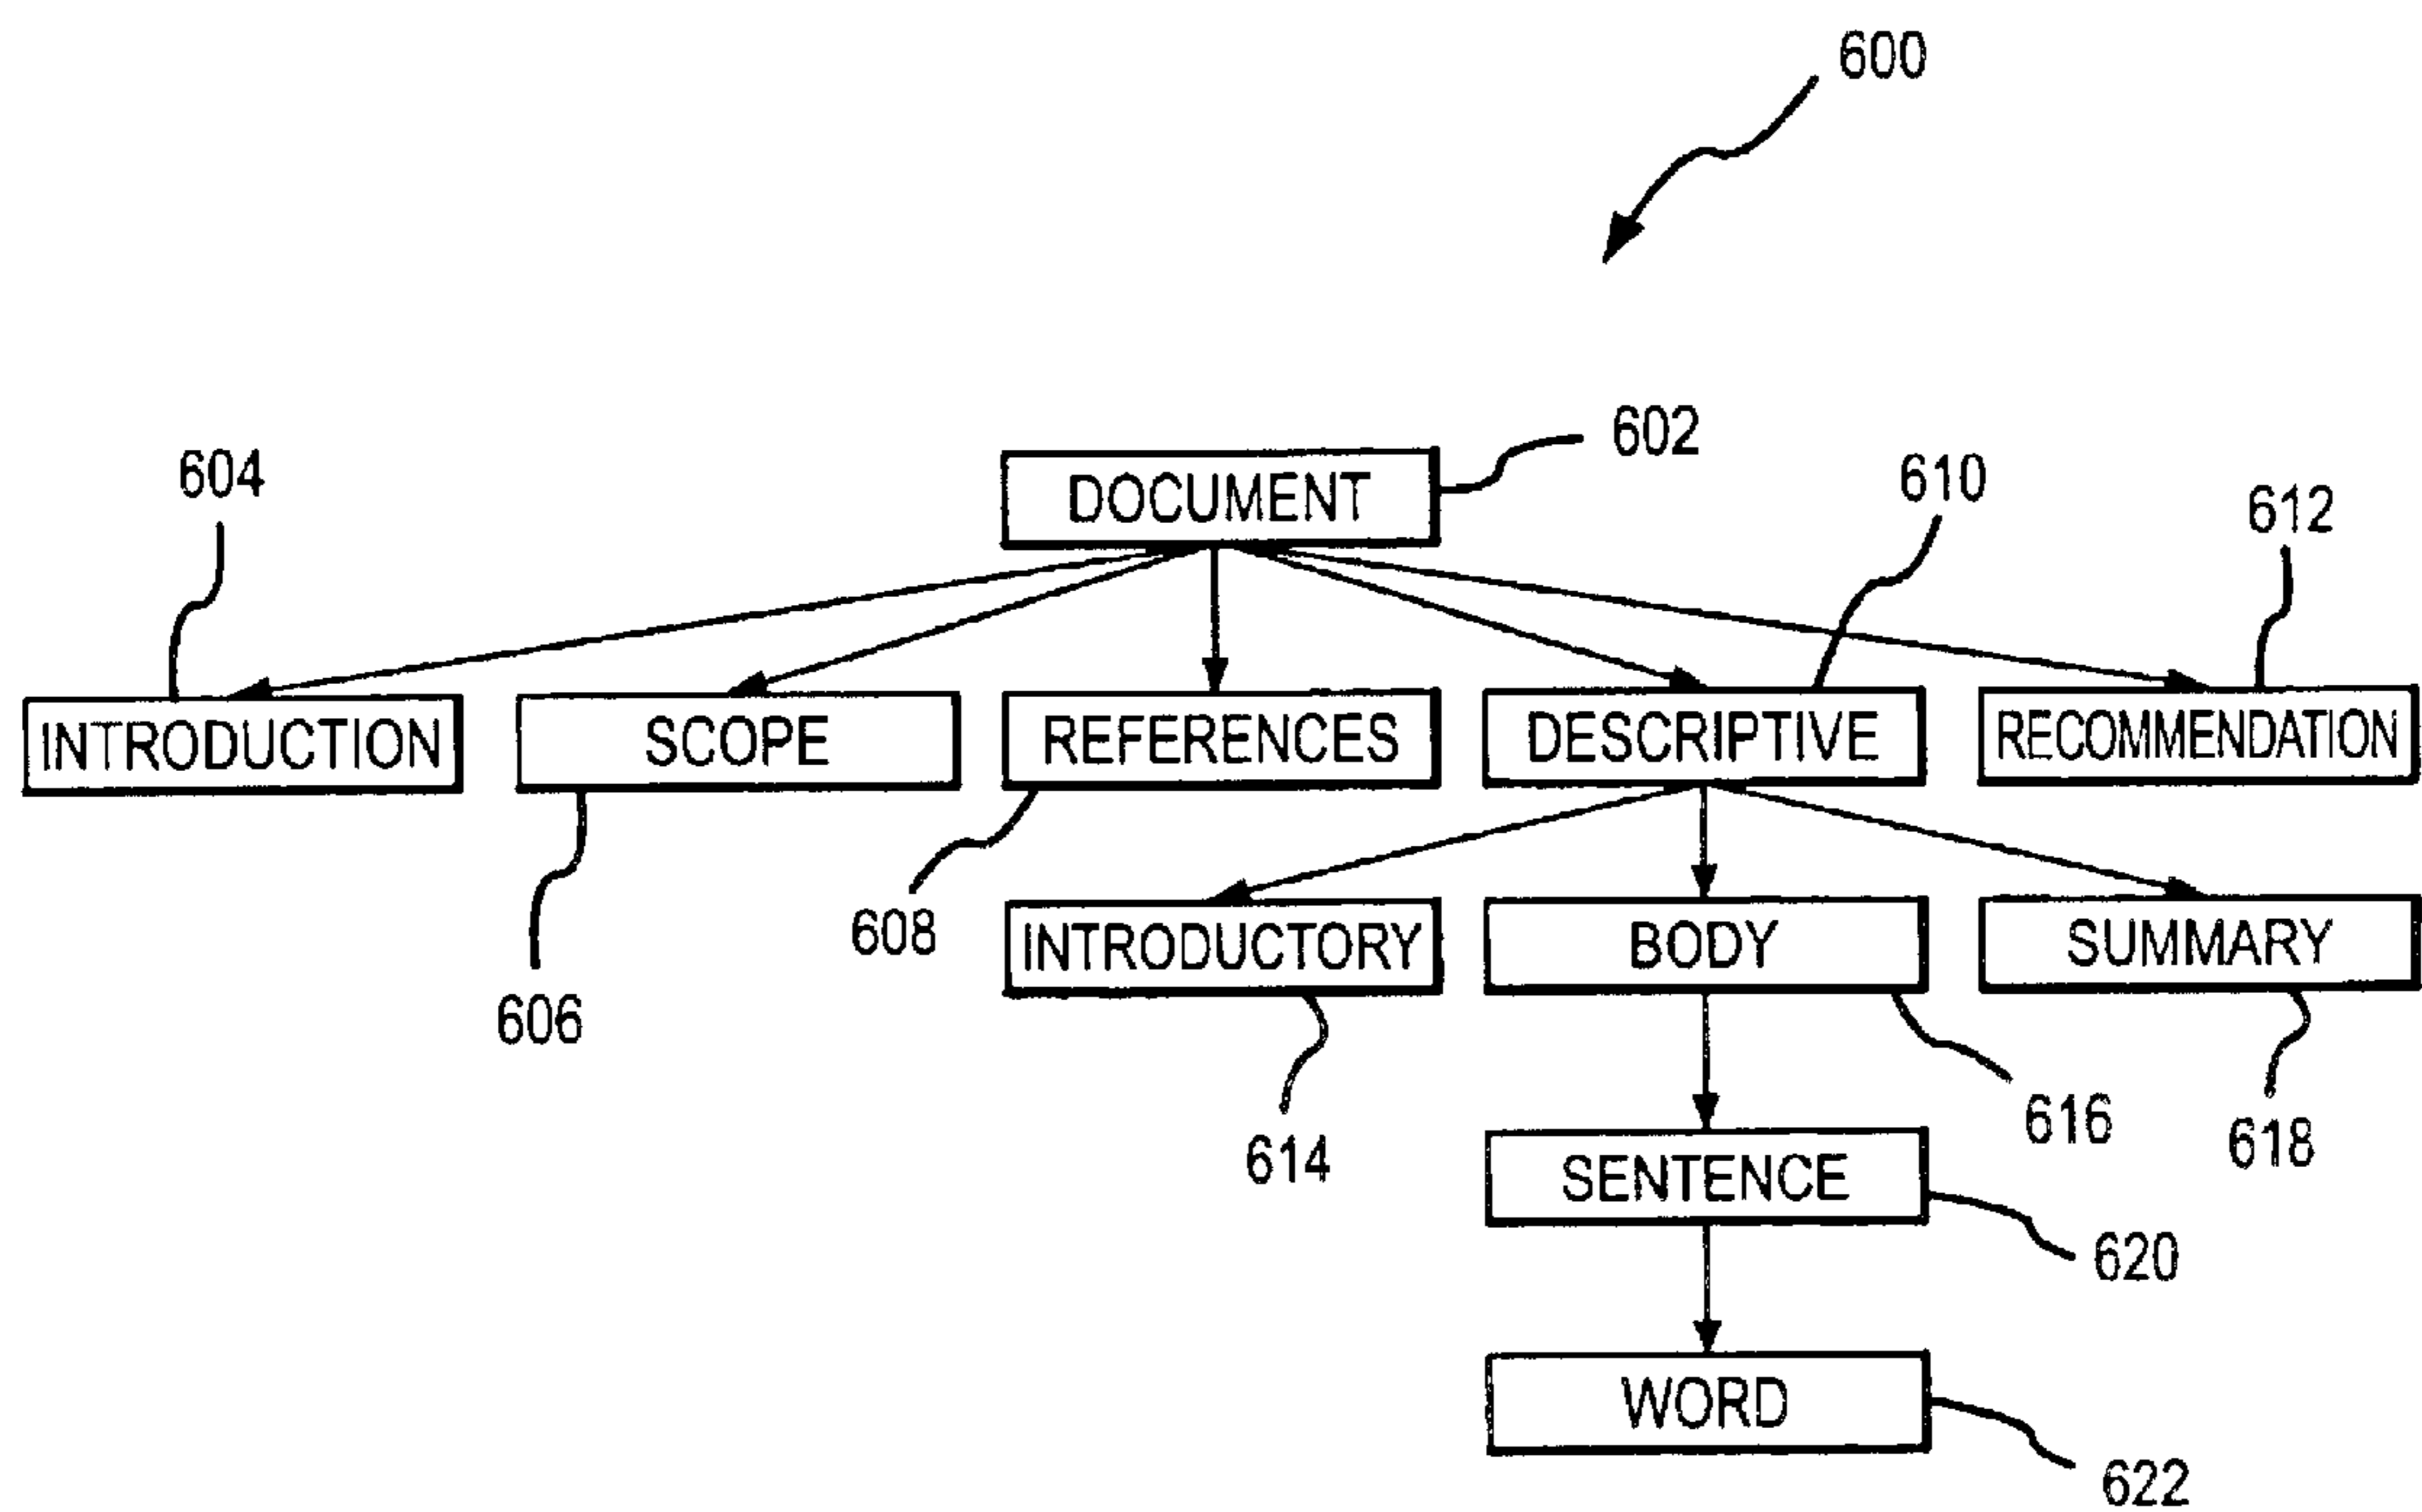 600
602
604
610
612
DOCUMENT
INTRODUCTION
SCOPE
REFERENCES
DESCRIPTIVE
RECOMMENDATION
608
606
INTRODUCTORY
BODY
SUMMARY
614
616
618
SENTENCE
620
WORD
622